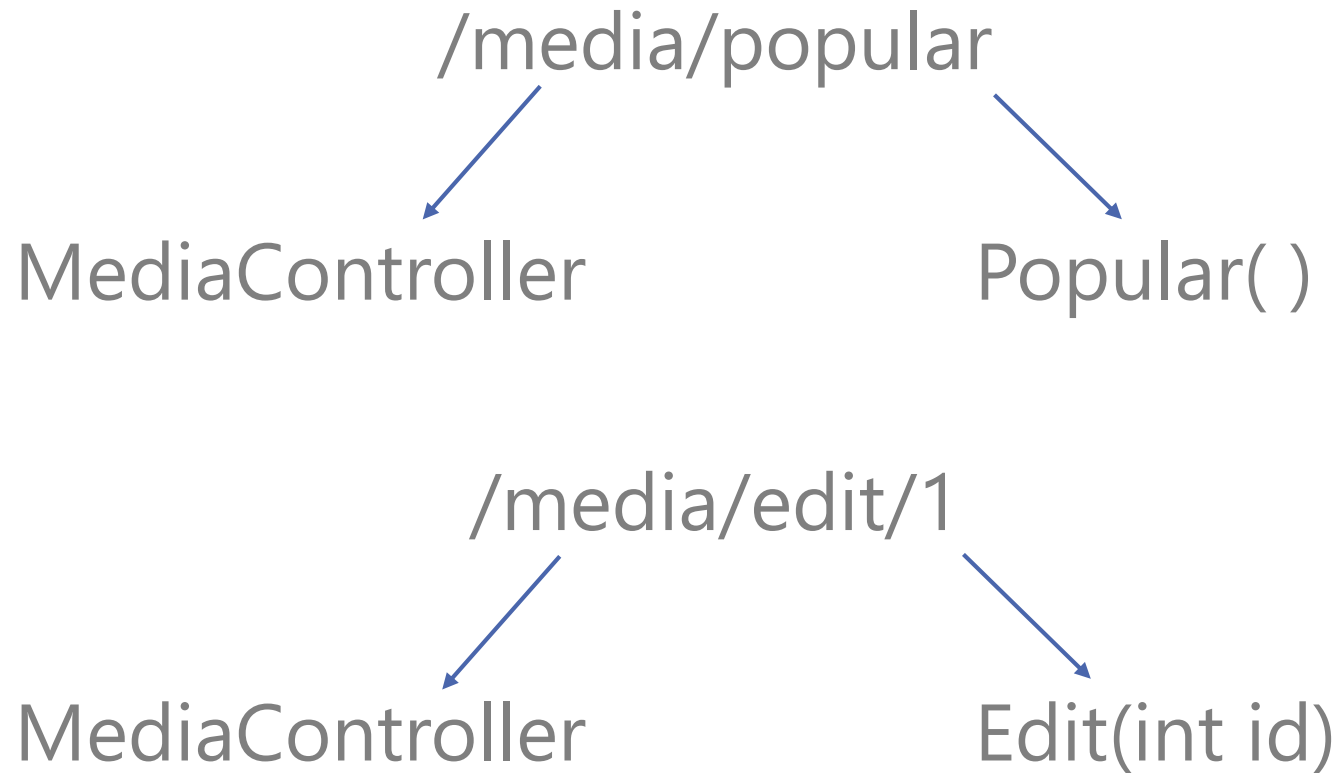 /media/popular
MediaController Popular( )
/media/edit/1
MediaController Edit(int id)